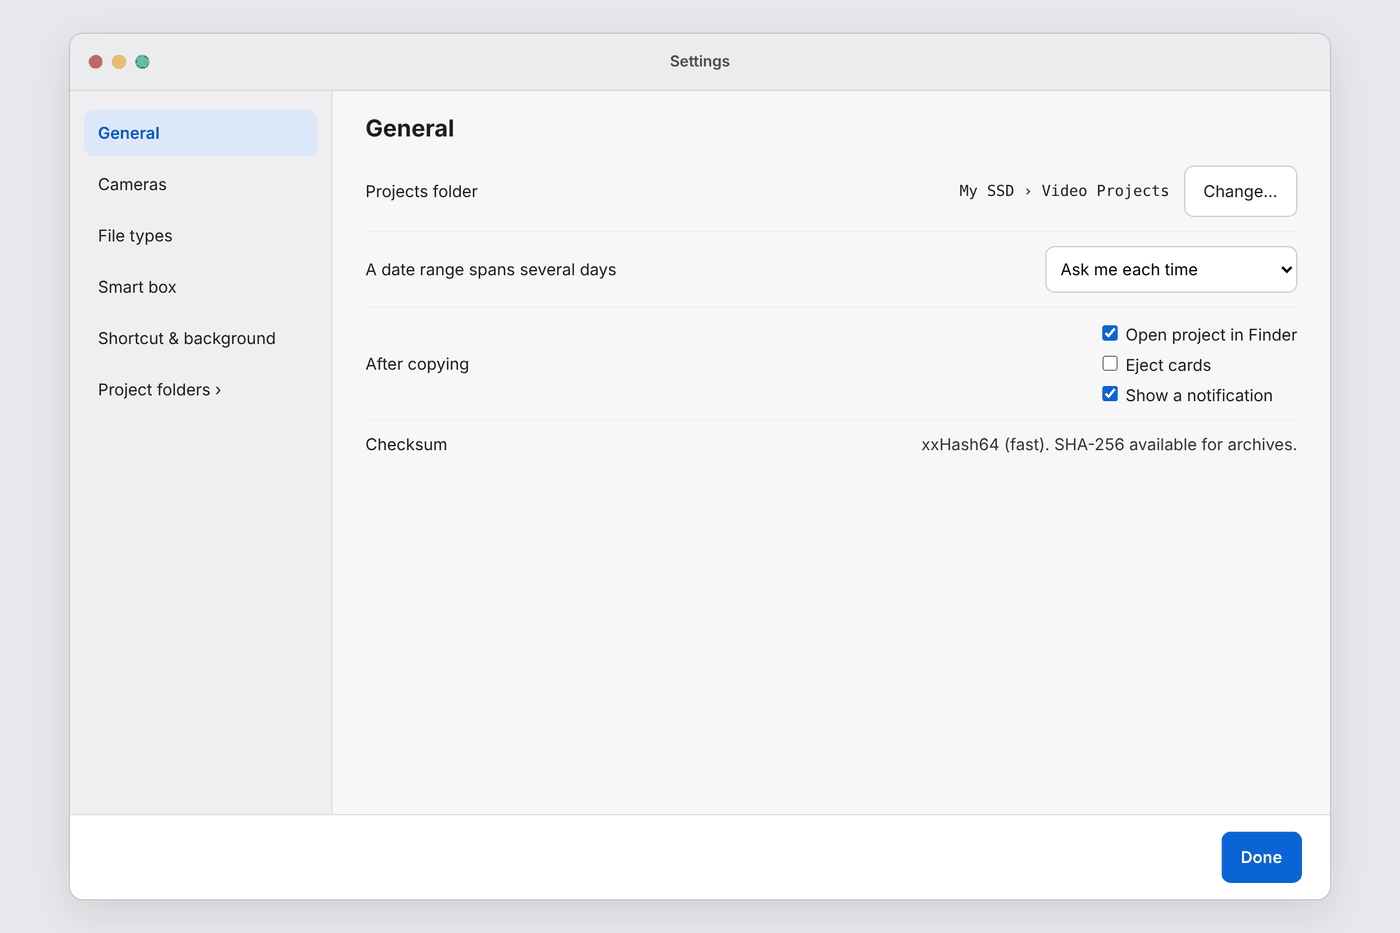 Settings
General
Cameras
File types
Smart box
Shortcut & background
Project folders ›
General
Projects folder
My SSD › Video Projects
Change...
A date range spans several days
Ask me each time
After copying
Open project in Finder
Eject cards
Show a notification
Checksum
xxHash64 (fast). SHA-256 available for archives.
Done